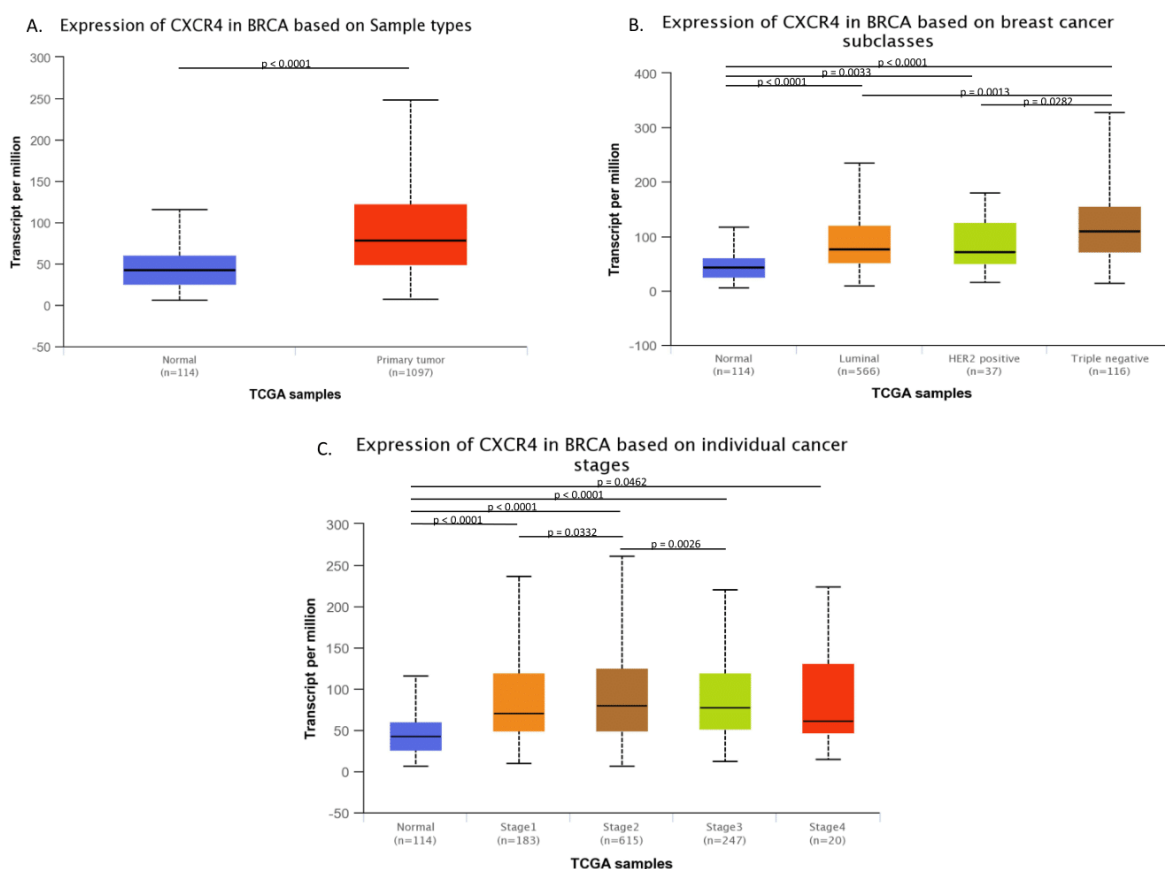 A. Expression of CXCR4 in BRCA based on Sample types
p < 0.0001
300
250
200
150
100
50
0
-50
Transcript per million
Normal
(n=114)
Primary tumor
(n=1097)
TCGA samples
B. Expression of CXCR4 in BRCA based on breast cancer
subclasses
p < 0.0001
p = 0.0033
p < 0.0001
p = 0.0013
p = 0.0282
400
300
200
100
0
-100
Transcript per million
Normal
(n=114)
Luminal
(n=566)
HER2 positive
(n=37)
Triple negative
(n=116)
TCGA samples
C. Expression of CXCR4 in BRCA based on individual cancer
stages
p = 0.0462
p < 0.0001
p < 0.0001
p < 0.0001
p = 0.0332
p = 0.0026
300
250
200
150
100
50
0
-50
Transcript per million
Normal
(n=114)
Stage1
(n=183)
Stage2
(n=615)
Stage3
(n=247)
Stage4
(n=20)
TCGA samples